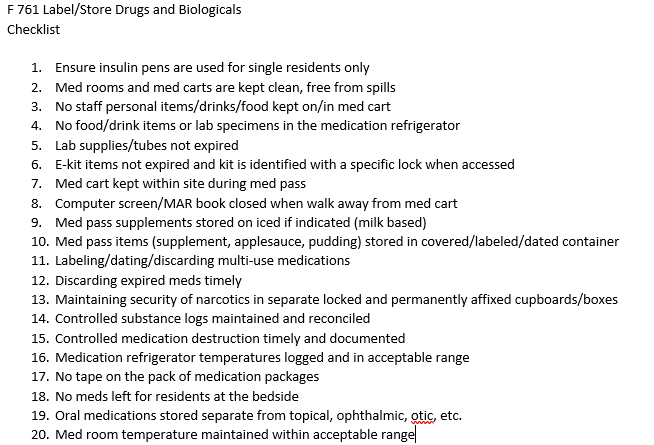 F 761 Label/Store Drugs and Biologicals
Checklist
1. Ensure insulin pens are used for single residents only
2. Med rooms and med carts are kept clean, free from spills
3. No staff personal items/drinks/food kept on/in med cart
4. No food/drink items or lab specimens in the medication refrigerator
5. Lab supplies/tubes not expired
6. E-kit items not expired and kit is identified with a specific lock when accessed
7. Med cart kept within site during med pass
8. Computer screen/MAR book closed when walk away from med cart
9. Med pass supplements stored on iced if indicated (milk based)
10. Med pass items (supplement, applesauce, pudding) stored in covered/labeled/dated container
11. Labeling/dating/discarding multi-use medications
12. Discarding expired meds timely
13. Maintaining security of narcotics in separate locked and permanently affixed cupboards/boxes
14. Controlled substance logs maintained and reconciled
15. Controlled medication destruction timely and documented
16. Medication refrigerator temperatures logged and in acceptable range
17. No tape on the pack of medication packages
18. No meds left for residents at the bedside
19. Oral medications stored separate from topical, ophthalmic, otic, etc.
20. Med room temperature maintained within acceptable range